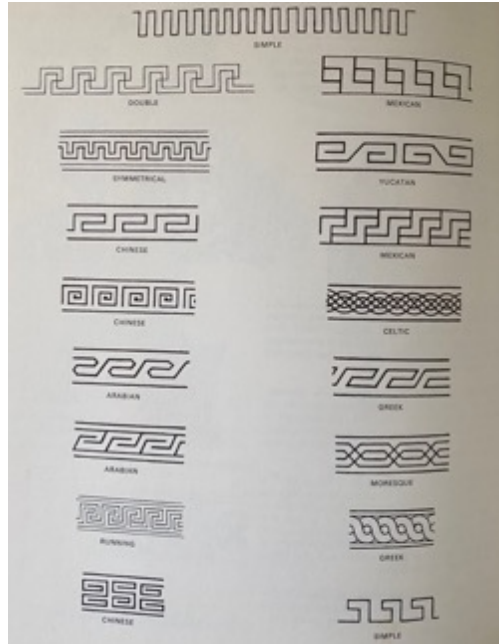 SIMPLE
DOUBLE
MEXICAN
SYMMETRICAL
YUCATAN
CHINESE
MEXICAN
CHINESE
CELTIC
ARABIAN
GREEK
ARABIAN
MORESQUE
RUNNING
GREEK
CHINESE
SIMPLE